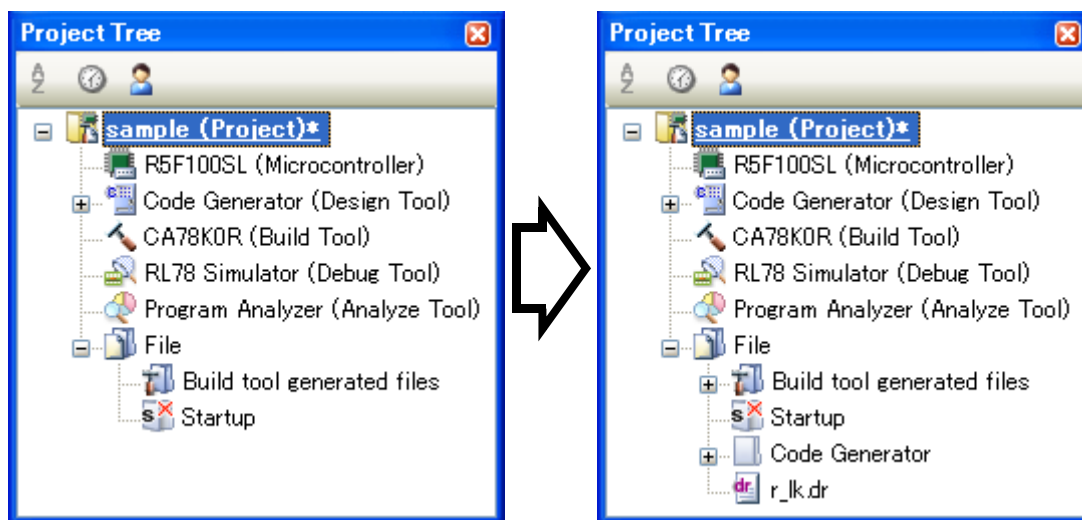 Project Tree
sample (Project)*
R5F100SL (Microcontroller)
Code Generator (Design Tool)
CA78K0R (Build Tool)
RL78 Simulator (Debug Tool)
Program Analyzer (Analyze Tool)
File
Build tool generated files
Startup
Project Tree
sample (Project)*
R5F100SL (Microcontroller)
Code Generator (Design Tool)
CA78K0R (Build Tool)
RL78 Simulator (Debug Tool)
Program Analyzer (Analyze Tool)
File
Build tool generated files
Startup
Code Generator
r_lk.dr